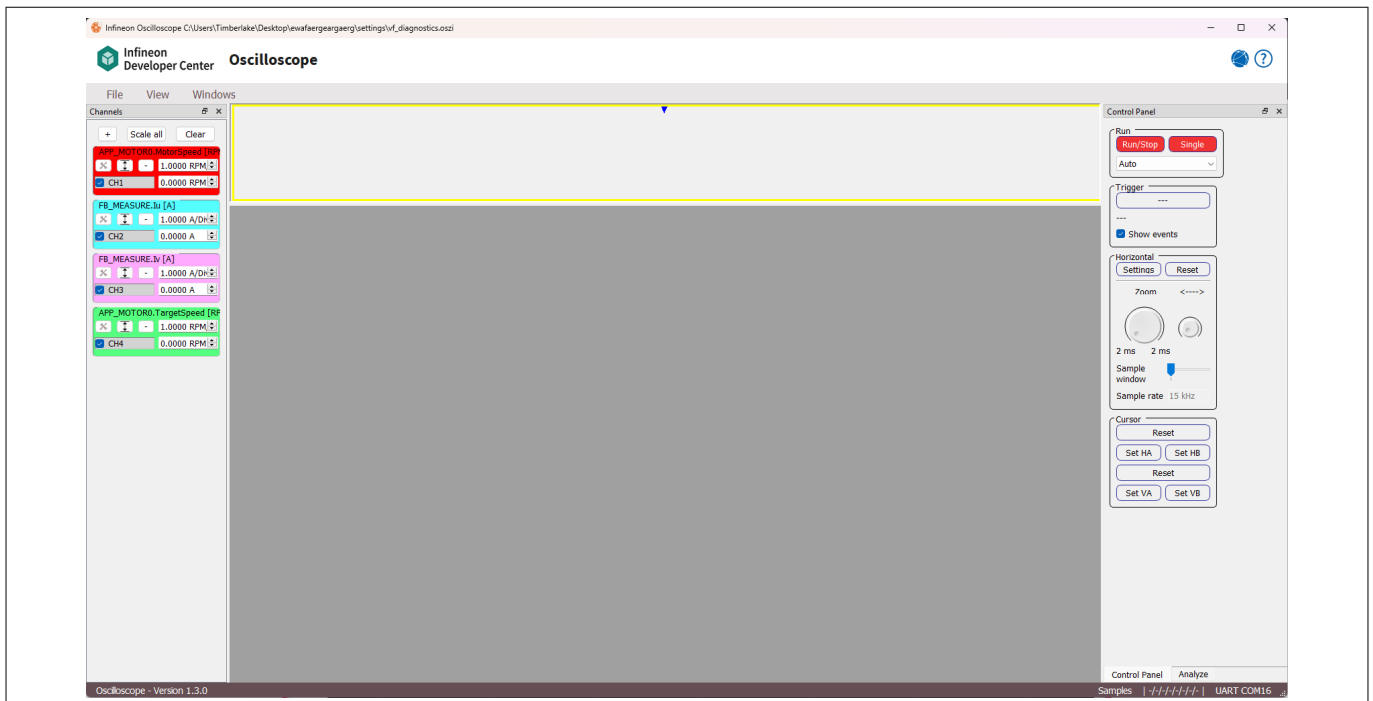 Infineon Oscilloscope C:\Users\Timberlake\Desktop\ewafaergeargaerg\settings\vf_diagnostics.oszi
Infineon
Developer Center
Oscilloscope
?
File View Windows
Channels
+ Scale all Clear
APP_MOTOR0.MotorSpeed [RP
- 1.0000 RPM
CH1 0.0000 RPM
FB_MEASURE.Iu [A]
- 1.0000 A/Di
CH2 0.0000 A
FB_MEASURE.Iv [A]
- 1.0000 A/Di
CH3 0.0000 A
APP_MOTOR0.TargetSpeed [RP
- 1.0000 RPM
CH4 0.0000 RPM
Control Panel
Run
Run/Stop Single
Auto
Trigger
---
---
Show events
Horizontal
Settings Reset
Zoom <---->
2 ms 2 ms
Sample
window
Sample rate 15 kHz
Cursor
Reset
Set HA Set HB
Reset
Set VA Set VB
Control Panel Analyze
Oscilloscope - Version 1.3.0
Samples | -/-/-/-/-/-/-/- | UART COM16